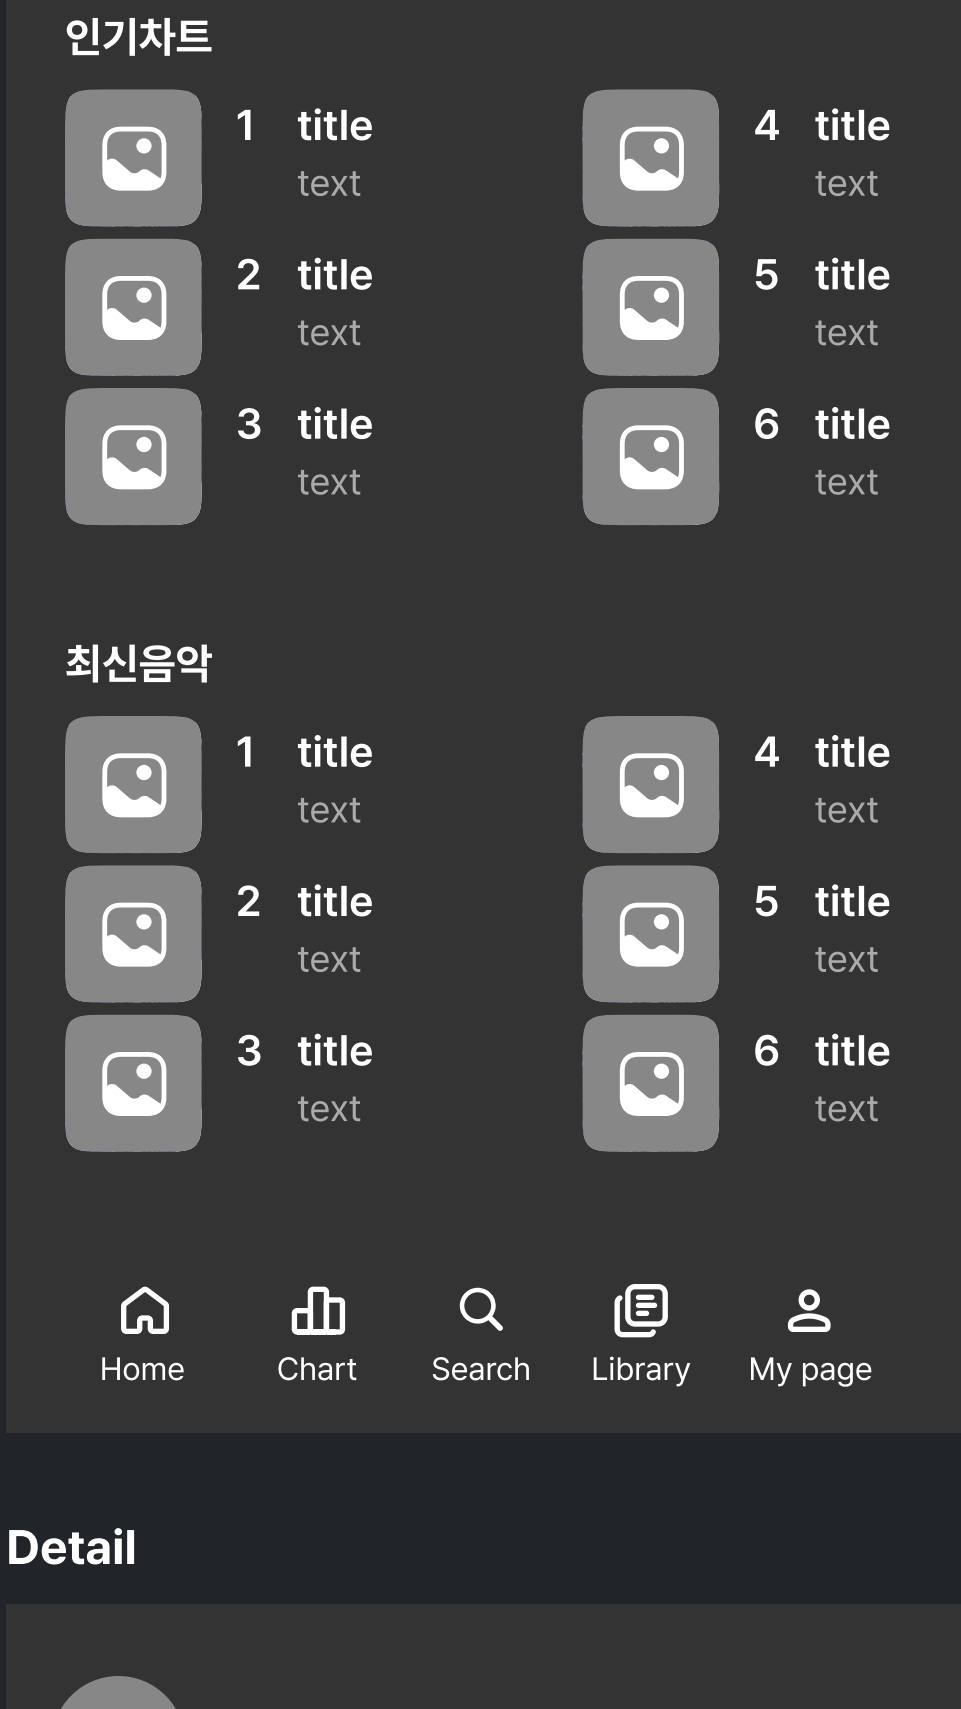 인기차트
1 title
text
2 title
text
3 title
text
4 title
text
5 title
text
6 title
text
최신음악
1 title
text
2 title
text
3 title
text
4 title
text
5 title
text
6 title
text
Home
Chart
Search
Library
My page
Detail